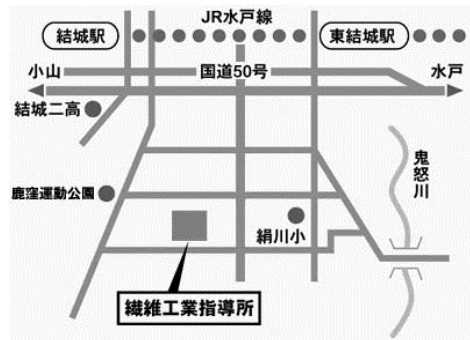 JR水戸線
結城駅
東結城駅
小山
国道50号
水戸
結城二高
鬼怒川
鹿窪運動公園
絹川小
繊維工業指導所